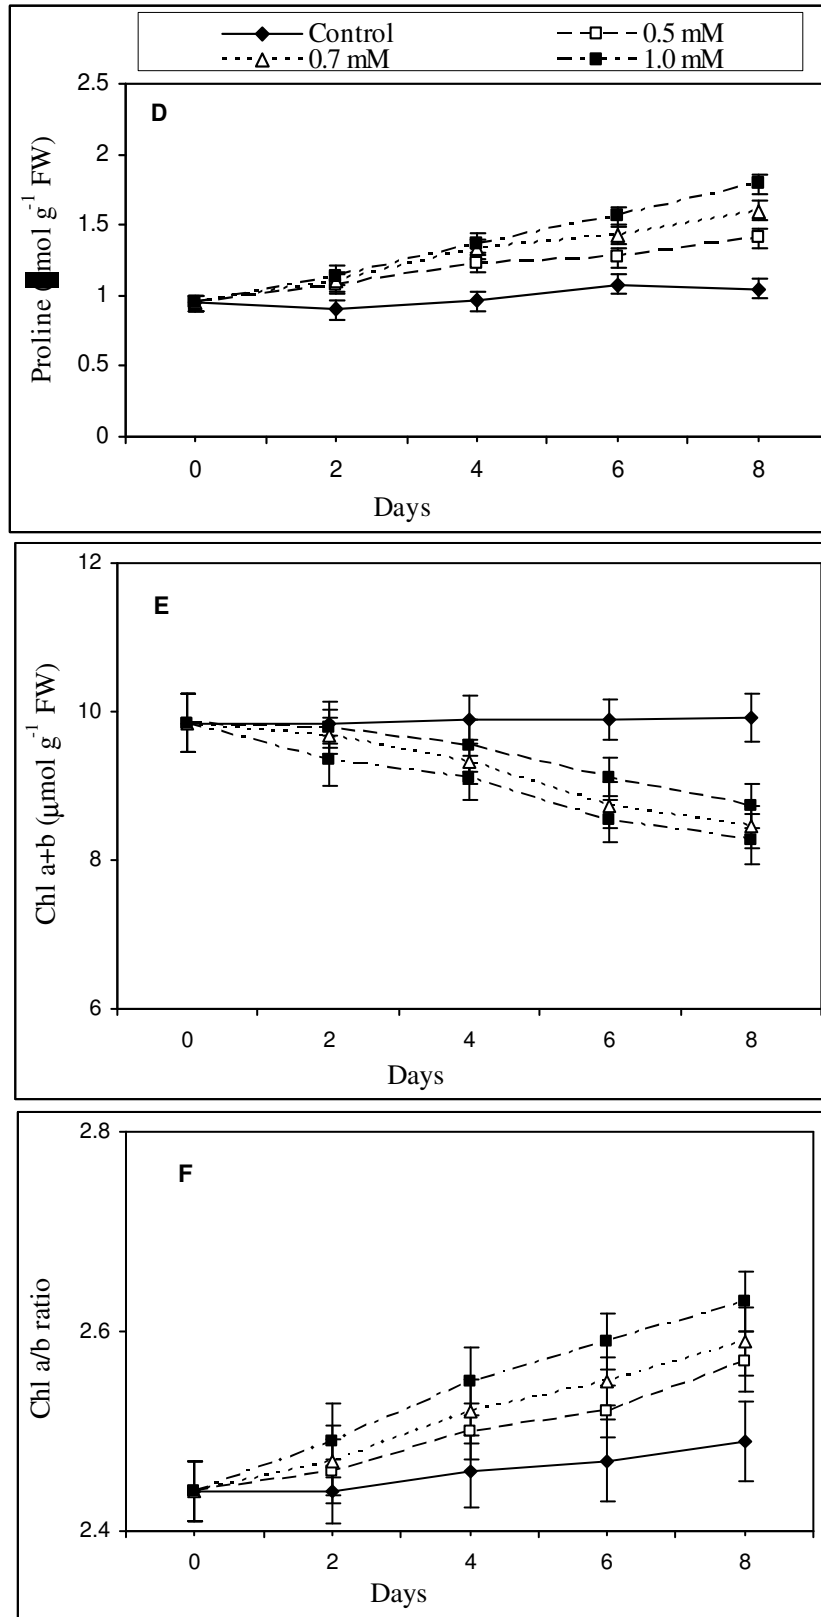 Control 0.5 mM
0.7 mM 1.0 mM
D
2.5
2
1.5
1
0.5
0
Proline mol g⁻¹ FW)
0 2 4 6 8
Days
E
12
10
8
6
Chl a+b (µmol g⁻¹ FW)
0 2 4 6 8
Days
F
2.8
2.6
2.4
Chl a/b ratio
0 2 4 6 8
Days